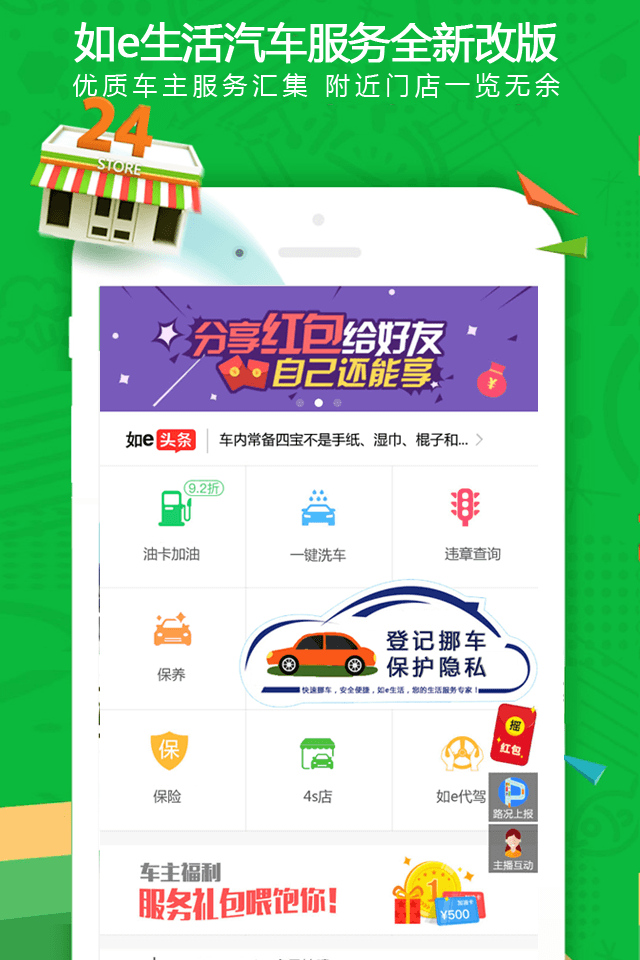 如e生活汽车服务全新改版
优质车主服务汇集 附近门店一览无余
24
STORE
分享红包给好友
自己还能享
¥
如e头条 车内常备四宝不是手纸、湿巾、棍子和...
9.2折
油卡加油
一键洗车
违章查询
保养
登记挪车
保护隐私
快速挪车，安全便捷，如e生活，您的生活服务专家！
摇
红包
保
保险
4s店
如e代驾
路况上报
主播互动
车主福利
服务礼包喂饱你！
1
加油卡
¥500